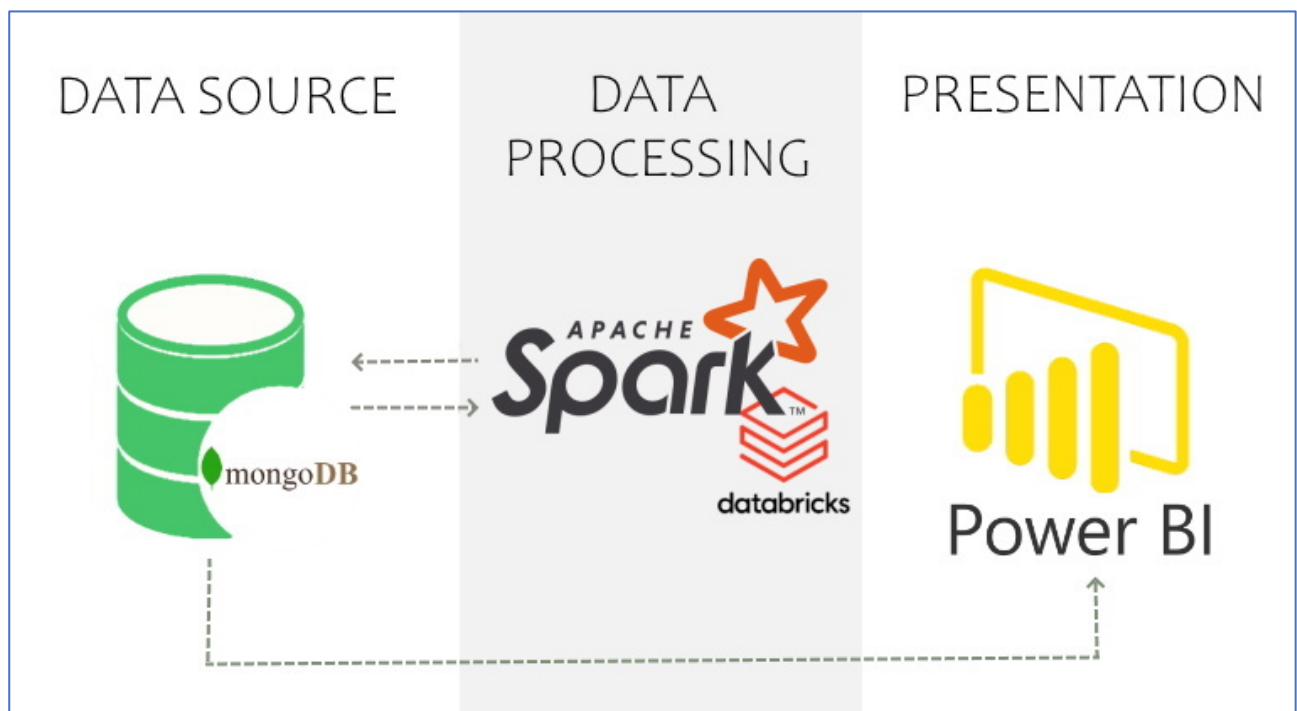 DATA SOURCE
DATA
PROCESSING
PRESENTATION
APACHE
Spark
TM
mongoDB
databricks
Power BI